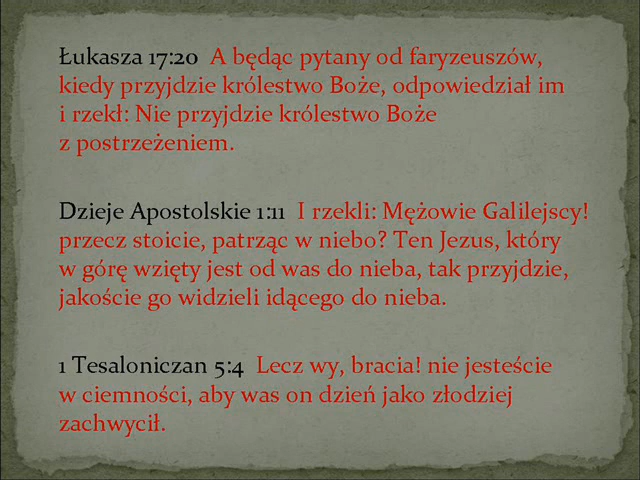 Łukasza 17:20 A będąc pytany od faryzeuszów,
kiedy przyjdzie królestwo Boże, odpowiedział im
i rzekł: Nie przyjdzie królestwo Boże
z postrzeżeniem.
Dzieje Apostolskie 1:11 I rzekli: Mężowie Galilejscy!
przecz stoicie, patrząc w niebo? Ten Jezus, który
w górę wzięty jest od was do nieba, tak przyjdzie,
jakoście go widzieli idącego do nieba.
1 Tesaloniczan 5:4 Lecz wy, bracia! nie jesteście
w ciemności, aby was on dzień jako złodziej
zachwycił.